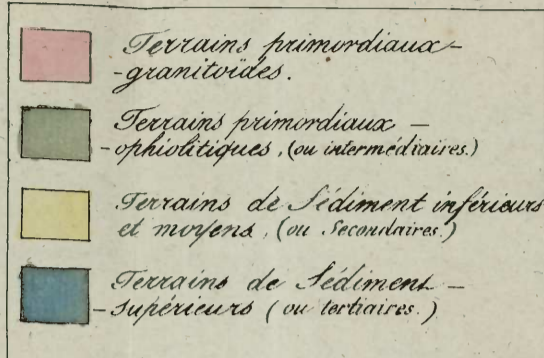 Terrains primordiaux –
- granitoïdes.
Terrains primordiaux –
- ophiolitiques, (ou intermédiaires.)
Terrains de Sédiment inférieurs
et moyens, (ou Secondaires.)
Terrains de Sédiment –
- supérieurs (ou tertiaires.)